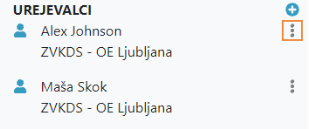 UREJEVALCI
Alex Johnson
ZVKDS - OE Ljubljana
Maša Skok
ZVKDS - OE Ljubljana